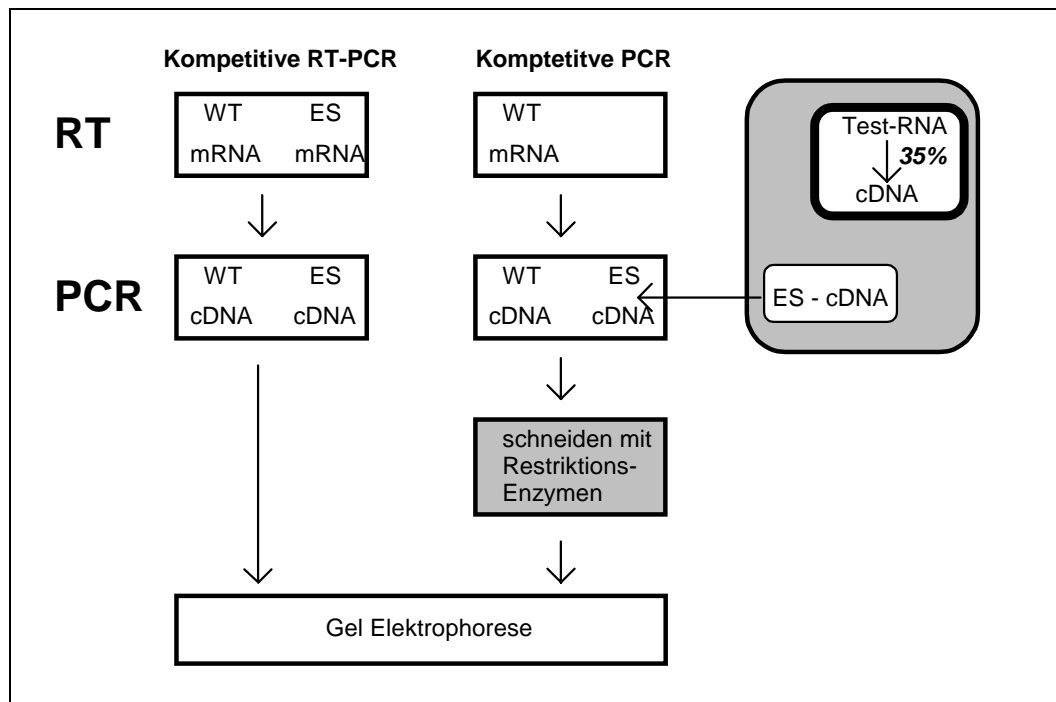 Kompetitive RT-PCR
Komptetitve PCR
RT
WT ES
mRNA mRNA
WT
mRNA
Test-RNA
35%
cDNA
PCR
WT ES
cDNA cDNA
WT ES
cDNA cDNA
ES - cDNA
schneiden mit
Restriktions-
Enzymen
Gel Elektrophorese